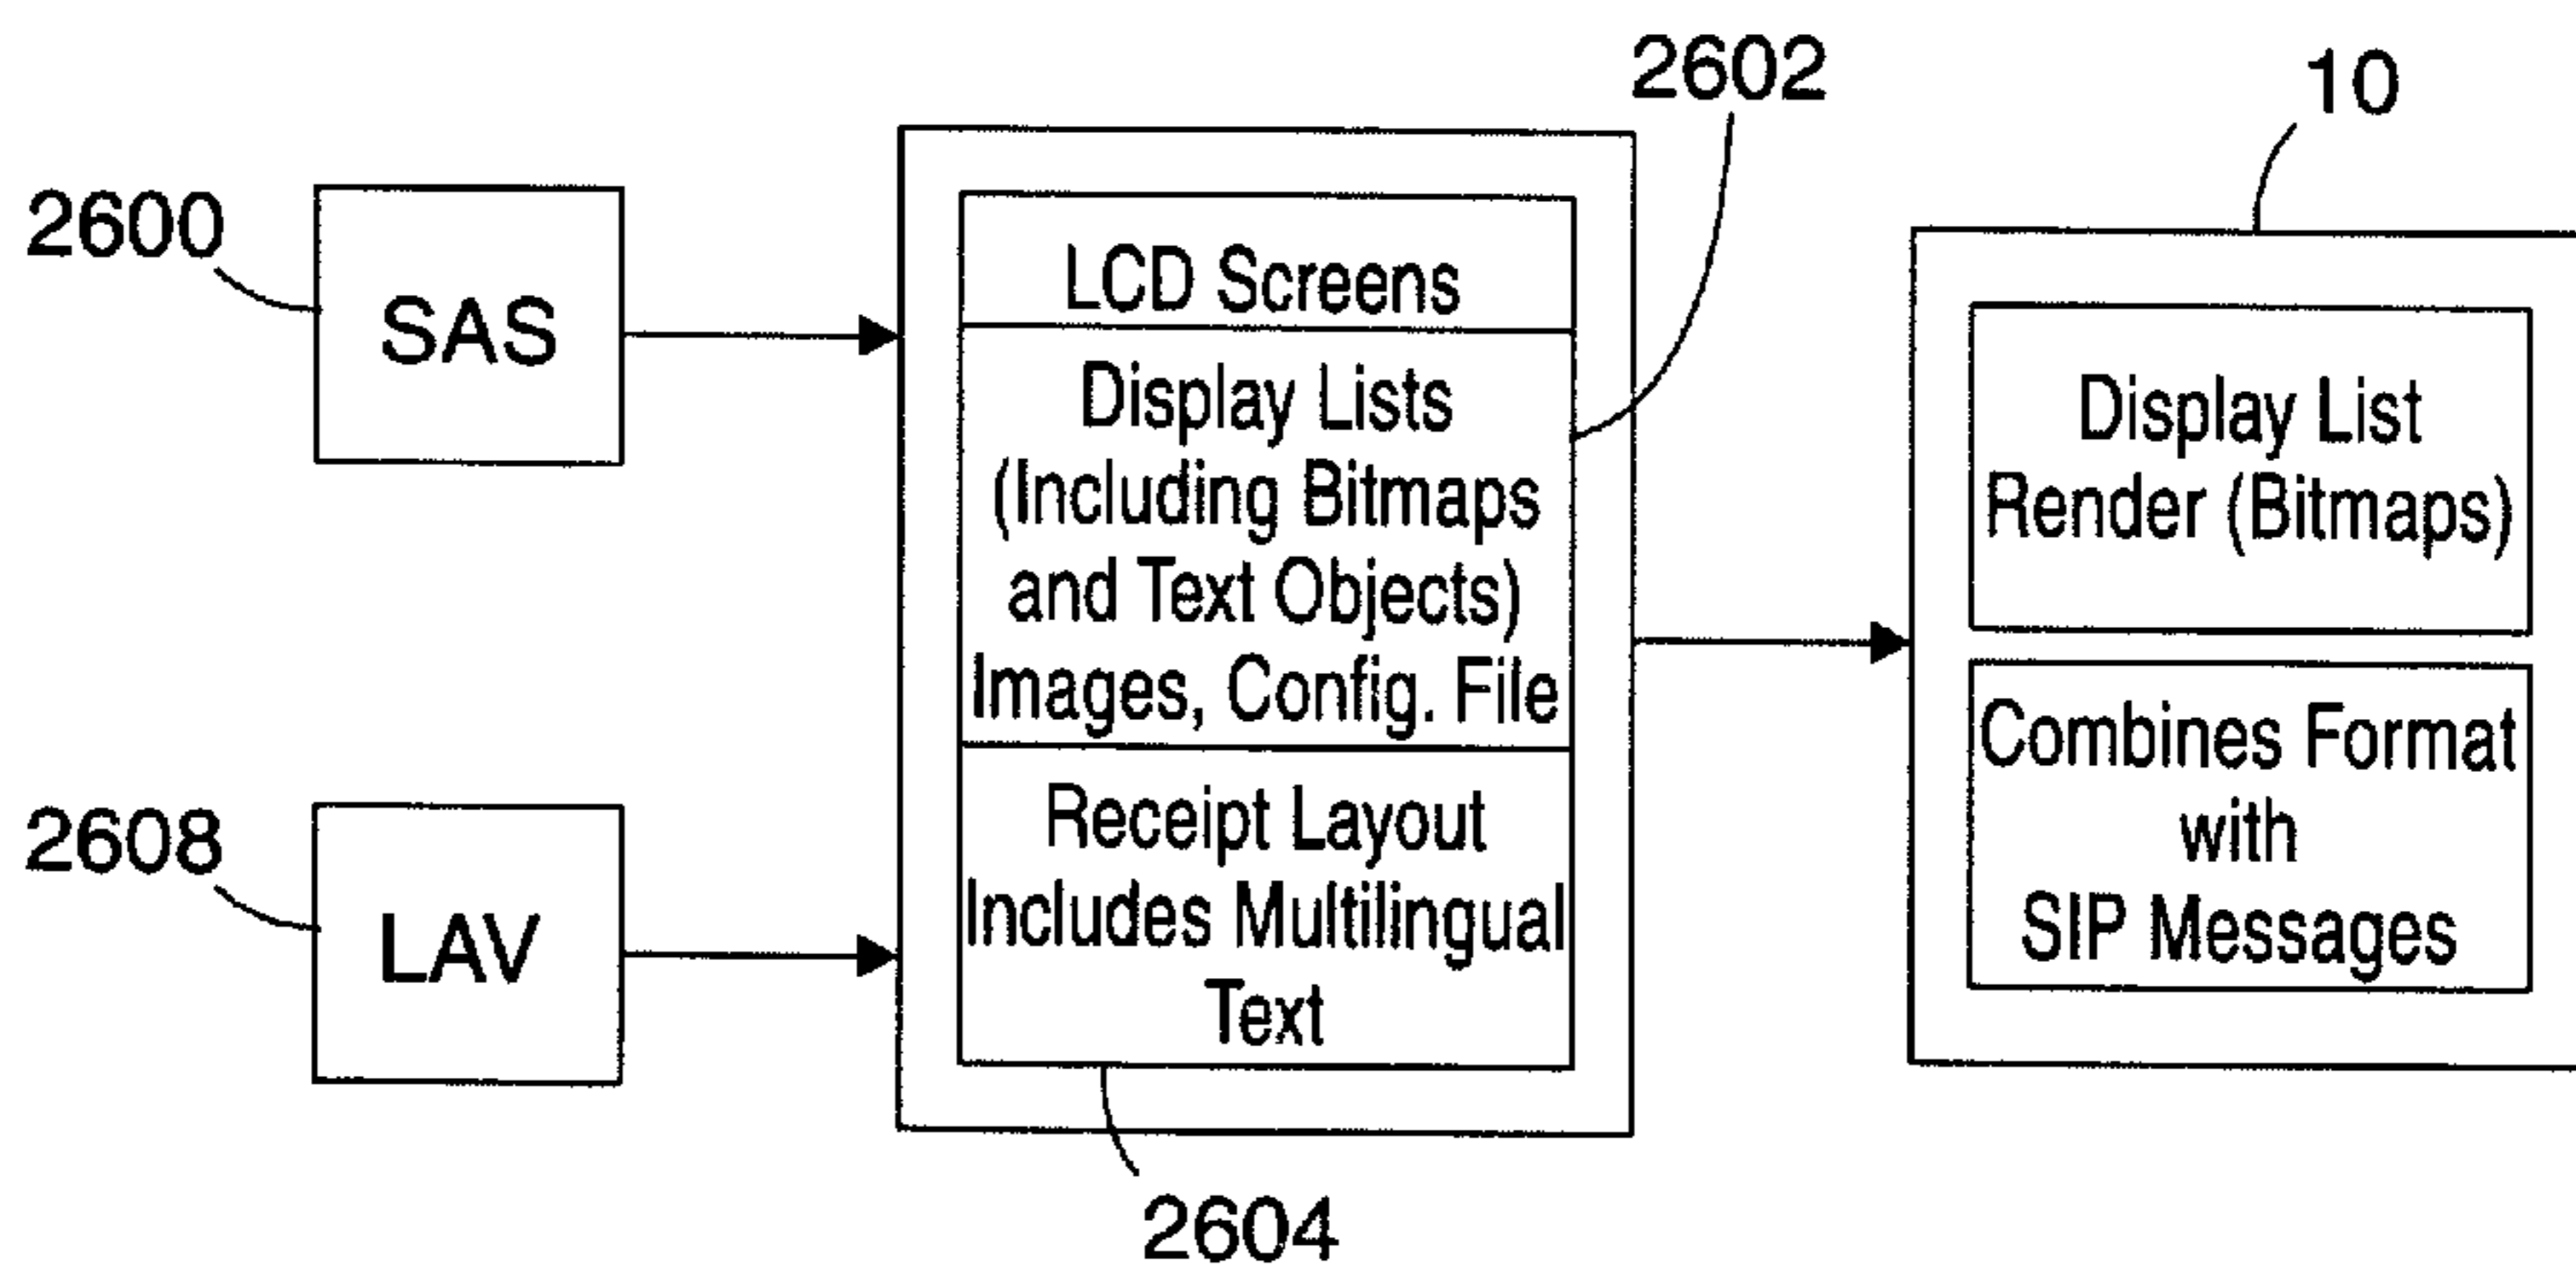 2600
SAS
2608
LAV
2602
LCD Screens
Display Lists
(Including Bitmaps
and Text Objects)
Images, Config. File
Receipt Layout
Includes Multilingual
Text
2604
10
Display List
Render (Bitmaps)
Combines Format
with
SIP Messages